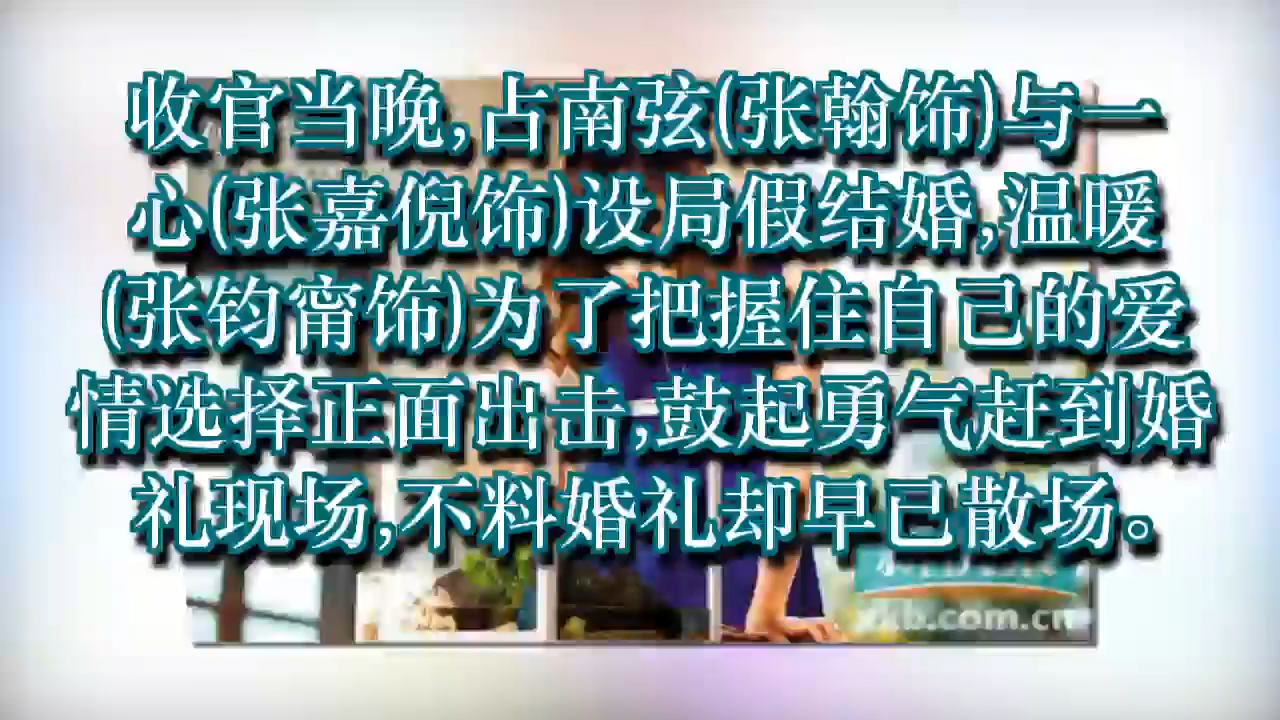 收官当晚,占南弦(张翰饰)与一
心(张嘉倪饰)设局假结婚,温暖
(张钧甯饰)为了把握住自己的爱
情选择正面出击,鼓起勇气赶到婚
礼现场,不料婚礼却早已散场。
xkb.com.cn